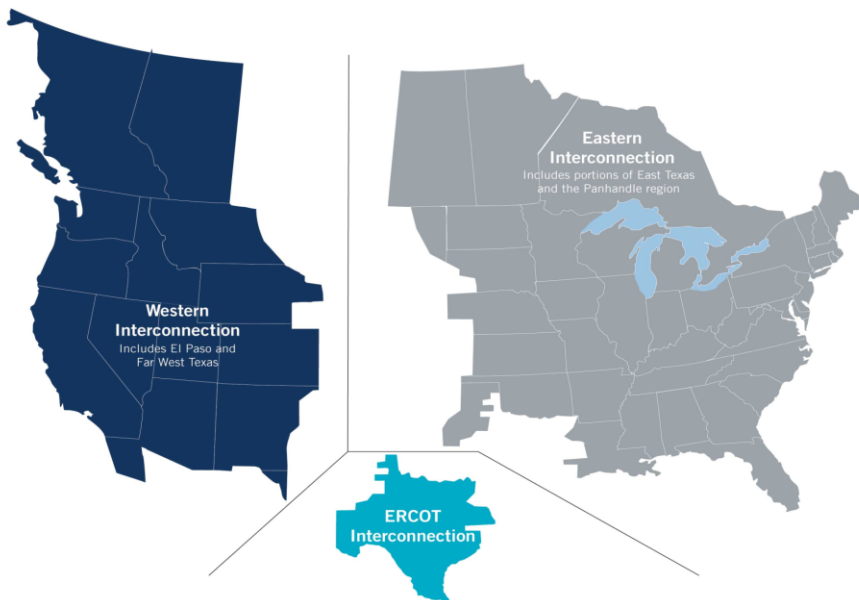 Western
Interconnection
Includes El Paso and
Far West Texas
Eastern
Interconnection
Includes portions of East Texas
and the Panhandle region
ERCOT
Interconnection